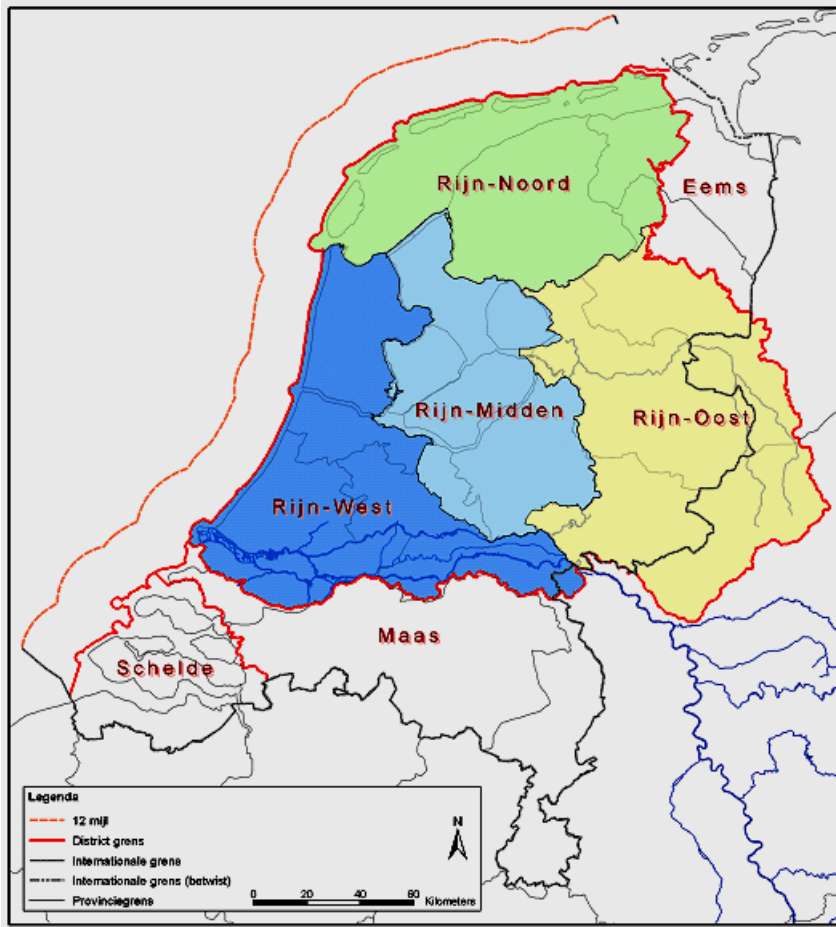 Rijn-Noord
Eems
Rijn-Midden
Rijn-Oost
Rijn-West
Maas
Schelde
Legenda
12 mijl
District grens
Internationale grens
Internationale grens (betwist)
Provinciegrens
N
0 20 40 60 80 Kilometers